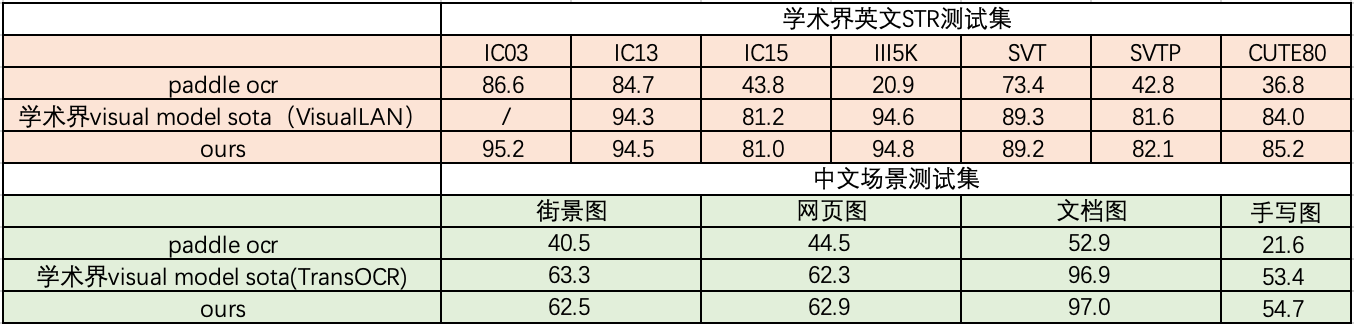 学术界英文STR测试集
IC03 IC13 IC15 III5K SVT SVTP CUTE80
paddle ocr 86.6 84.7 43.8 20.9 73.4 42.8 36.8
学术界visual model sota（VisualLAN） / 94.3 81.2 94.6 89.3 81.6 84.0
ours 95.2 94.5 81.0 94.8 89.2 82.1 85.2
中文场景测试集
街景图 网页图 文档图 手写图
paddle ocr 40.5 44.5 52.9 21.6
学术界visual model sota(TransOCR) 63.3 62.3 96.9 53.4
ours 62.5 62.9 97.0 54.7